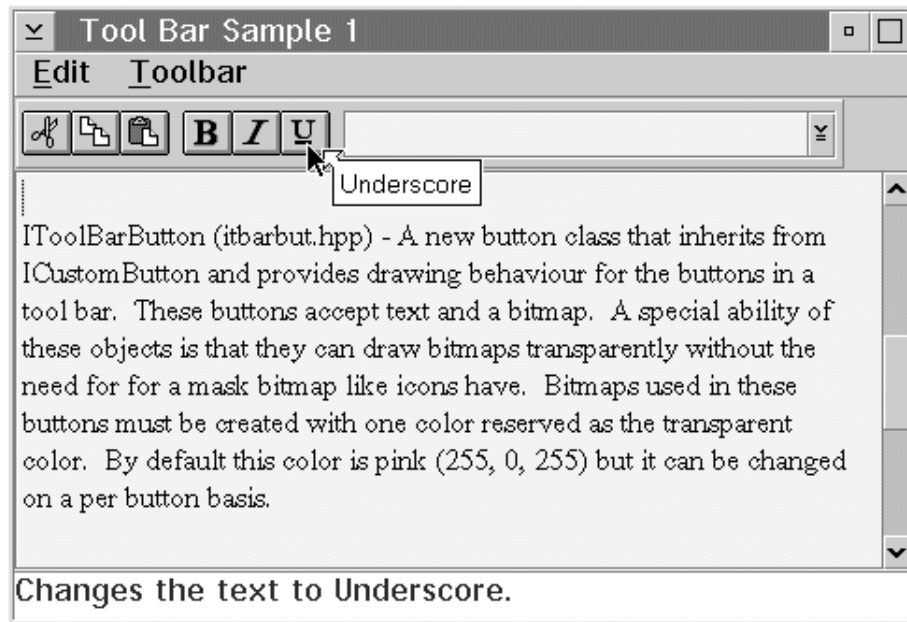 Tool Bar Sample 1
Edit Toolbar
B I U
Underscore
IToolBarButton (itbarbut.hpp) - A new button class that inherits from
ICustomButton and provides drawing behaviour for the buttons in a
tool bar. These buttons accept text and a bitmap. A special ability of
these objects is that they can draw bitmaps transparently without the
need for for a mask bitmap like icons have. Bitmaps used in these
buttons must be created with one color reserved as the transparent
color. By default this color is pink (255, 0, 255) but it can be changed
on a per button basis.
Changes the text to Underscore.